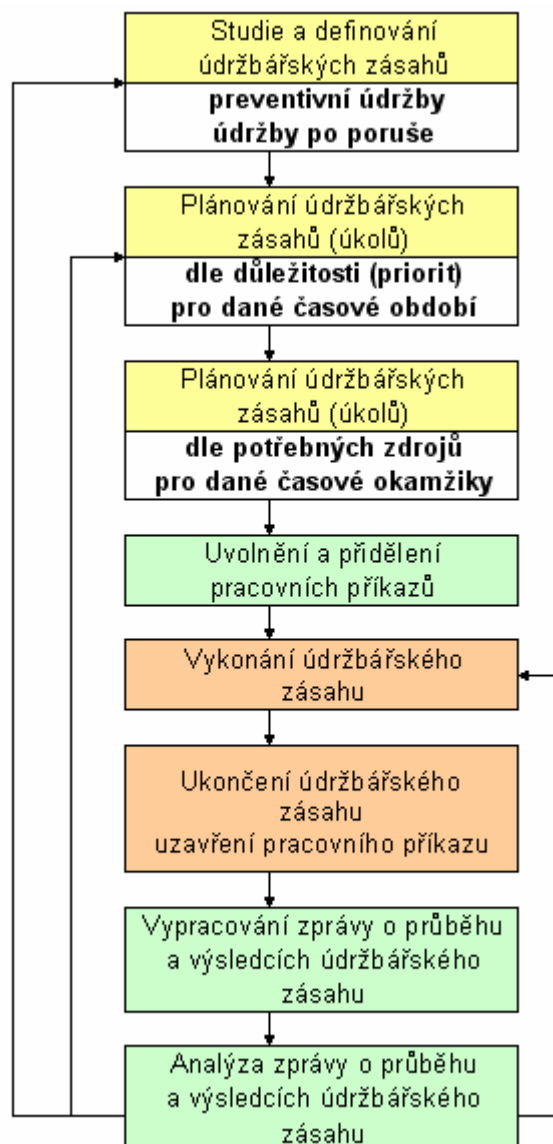 Studie a definování
údržbářských zásahů
preventivní údržby
údržby po poruše
Plánování údržbářských
zásahů (úkolů)
dle důležitosti (priorit)
pro dané časové období
Plánování údržbářských
zásahů (úkolů)
dle potřebných zdrojů
pro dané časové okamžiky
Uvolnění a přidělení
pracovních příkazů
Vykonání údržbářského
zásahu
Ukončení údržbářského
zásahu
uzavření pracovního příkazu
Vypracování zprávy o průběhu
a výsledcích údržbářského
zásahu
Analýza zprávy o průběhu
a výsledcích údržbářského
zásahu